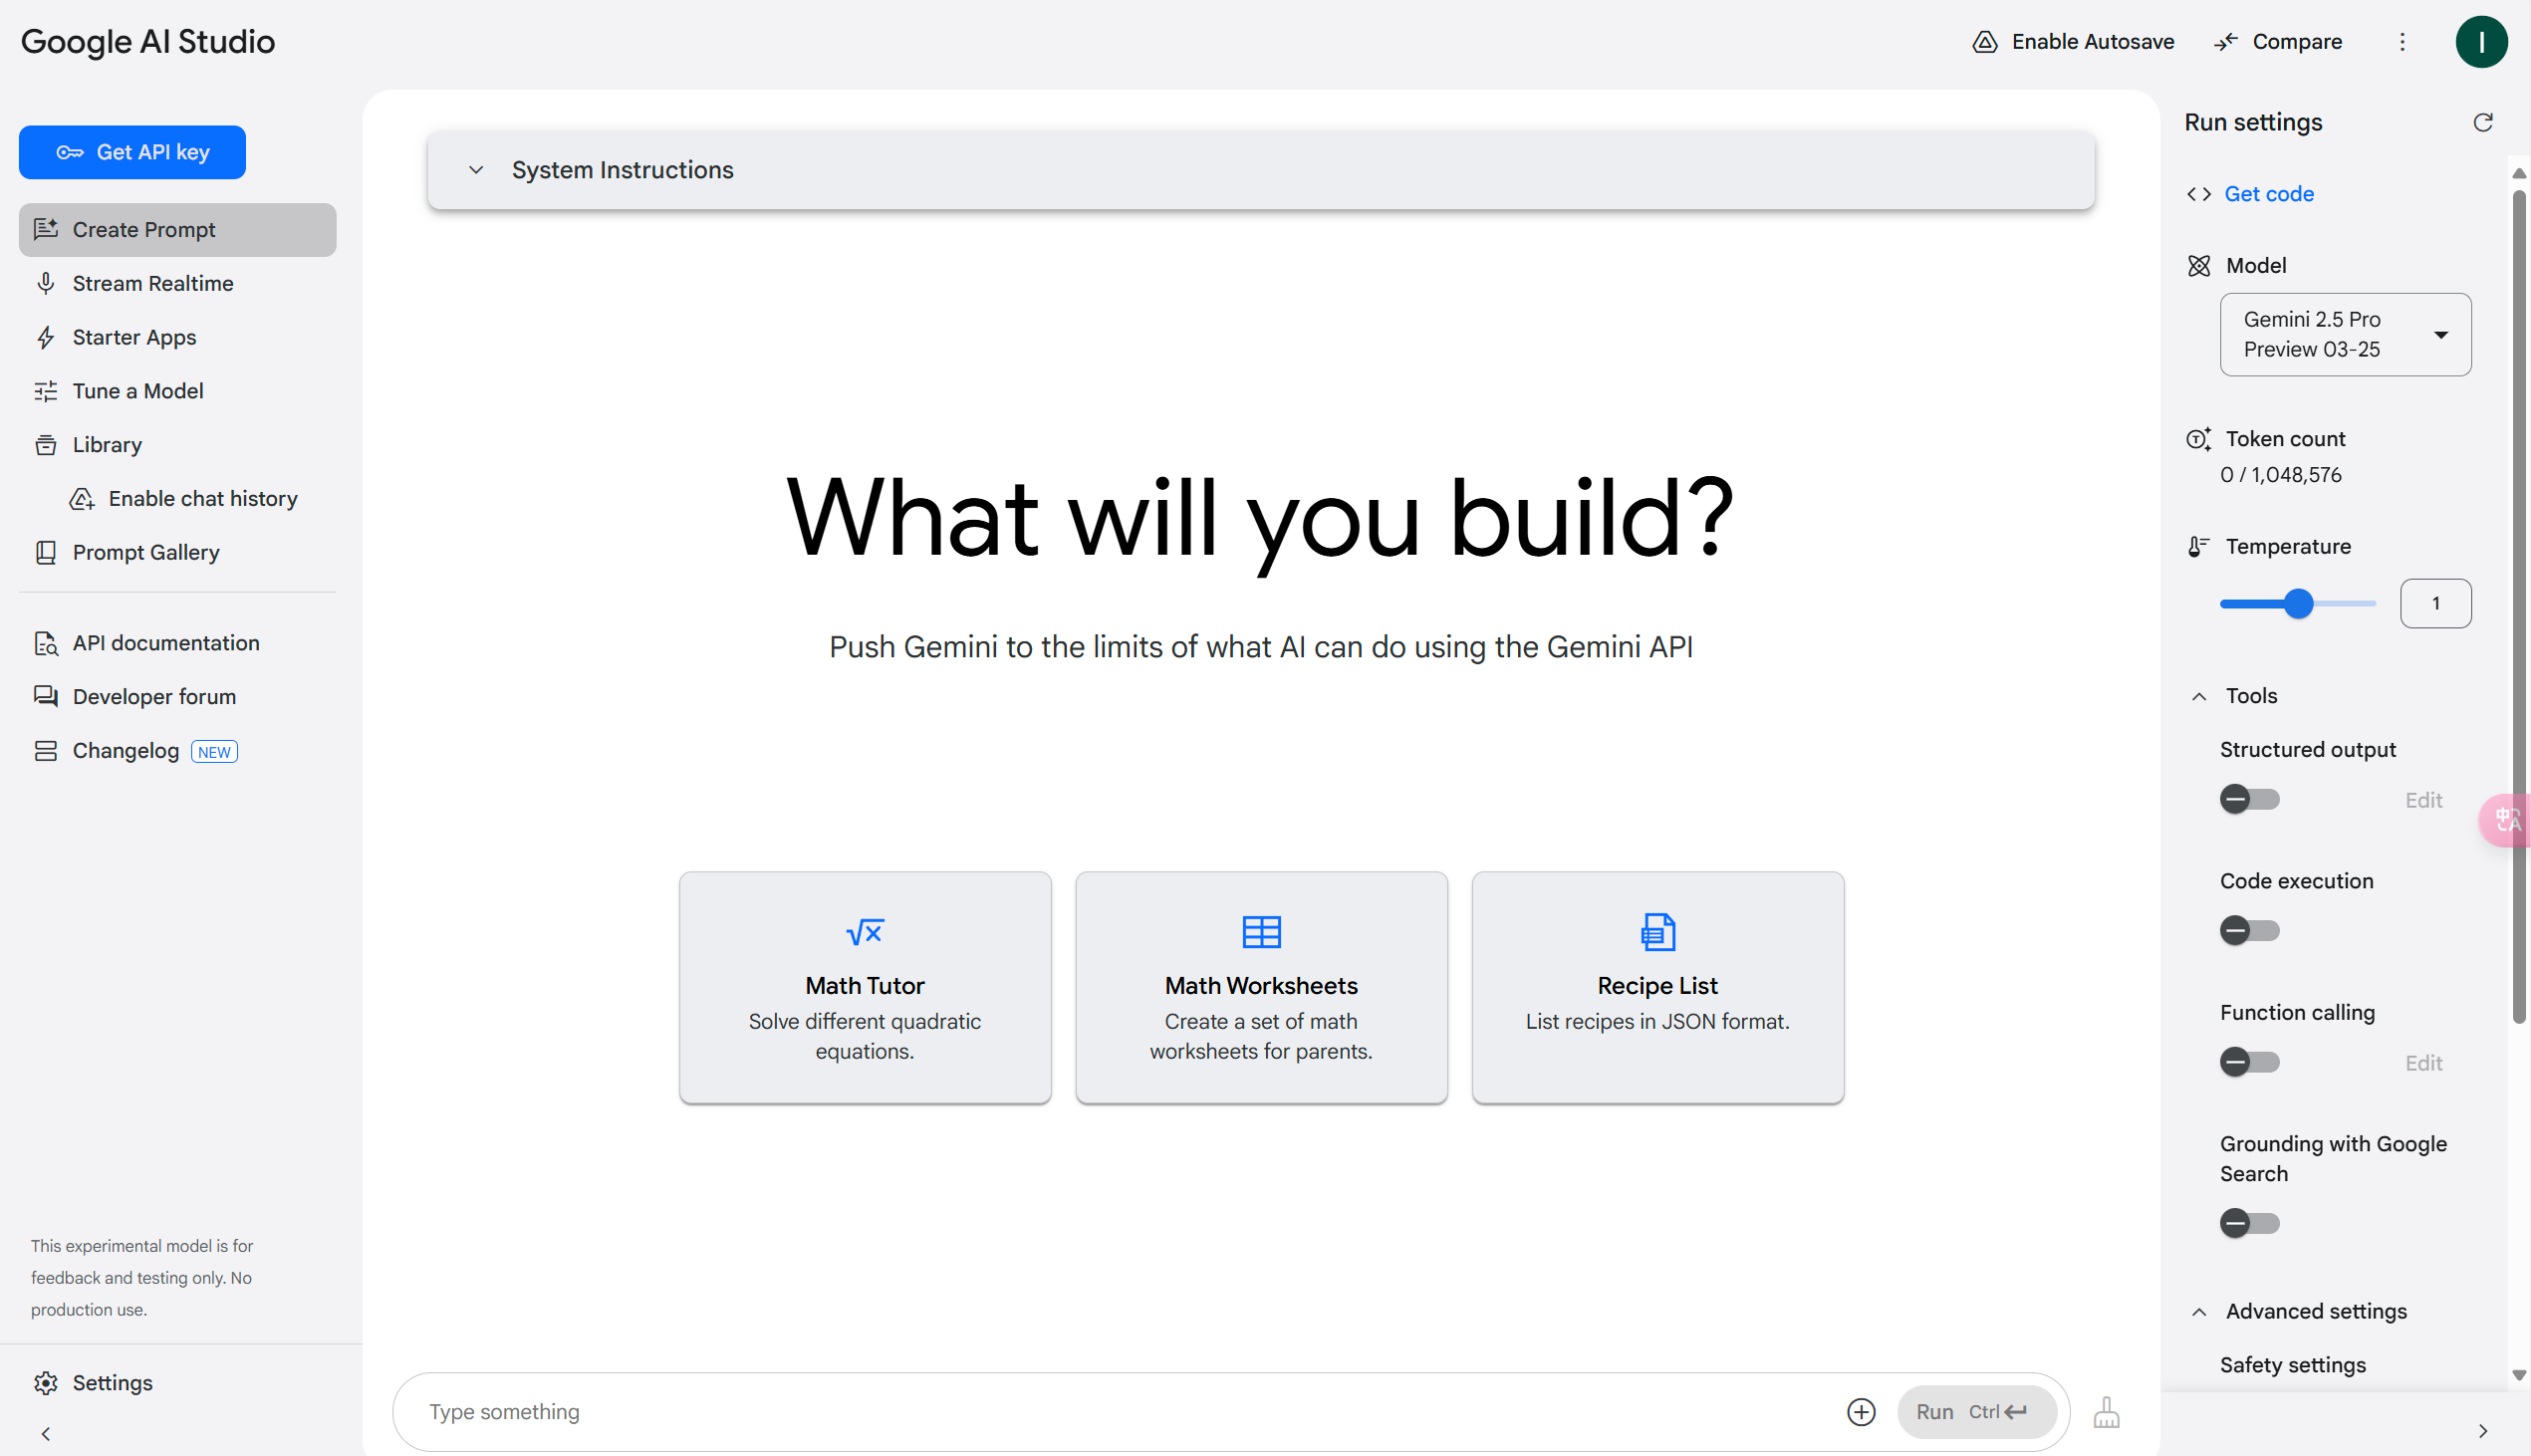 Google AI Studio
Enable Autosave
Compare
I
Get API key
Create Prompt
Stream Realtime
Starter Apps
Tune a Model
Library
Enable chat history
Prompt Gallery
API documentation
Developer forum
Changelog NEW
This experimental model is for
feedback and testing only. No
production use.
Settings
System Instructions
What will you build?
Push Gemini to the limits of what AI can do using the Gemini API
Math Tutor
Solve different quadratic
equations.
Math Worksheets
Create a set of math
worksheets for parents.
Recipe List
List recipes in JSON format.
Type something
Run Ctrl
Run settings
Get code
Model
Gemini 2.5 Pro
Preview 03-25
Token count
0 / 1,048,576
Temperature
1
Tools
Structured output
Edit
中A
Code execution
Function calling
Edit
Grounding with Google
Search
Advanced settings
Safety settings